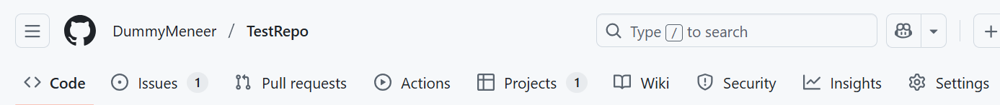 DummyMeneer / TestRepo Type / to search
Code Issues 1 Pull requests Actions Projects 1 Wiki Security Insights Settings